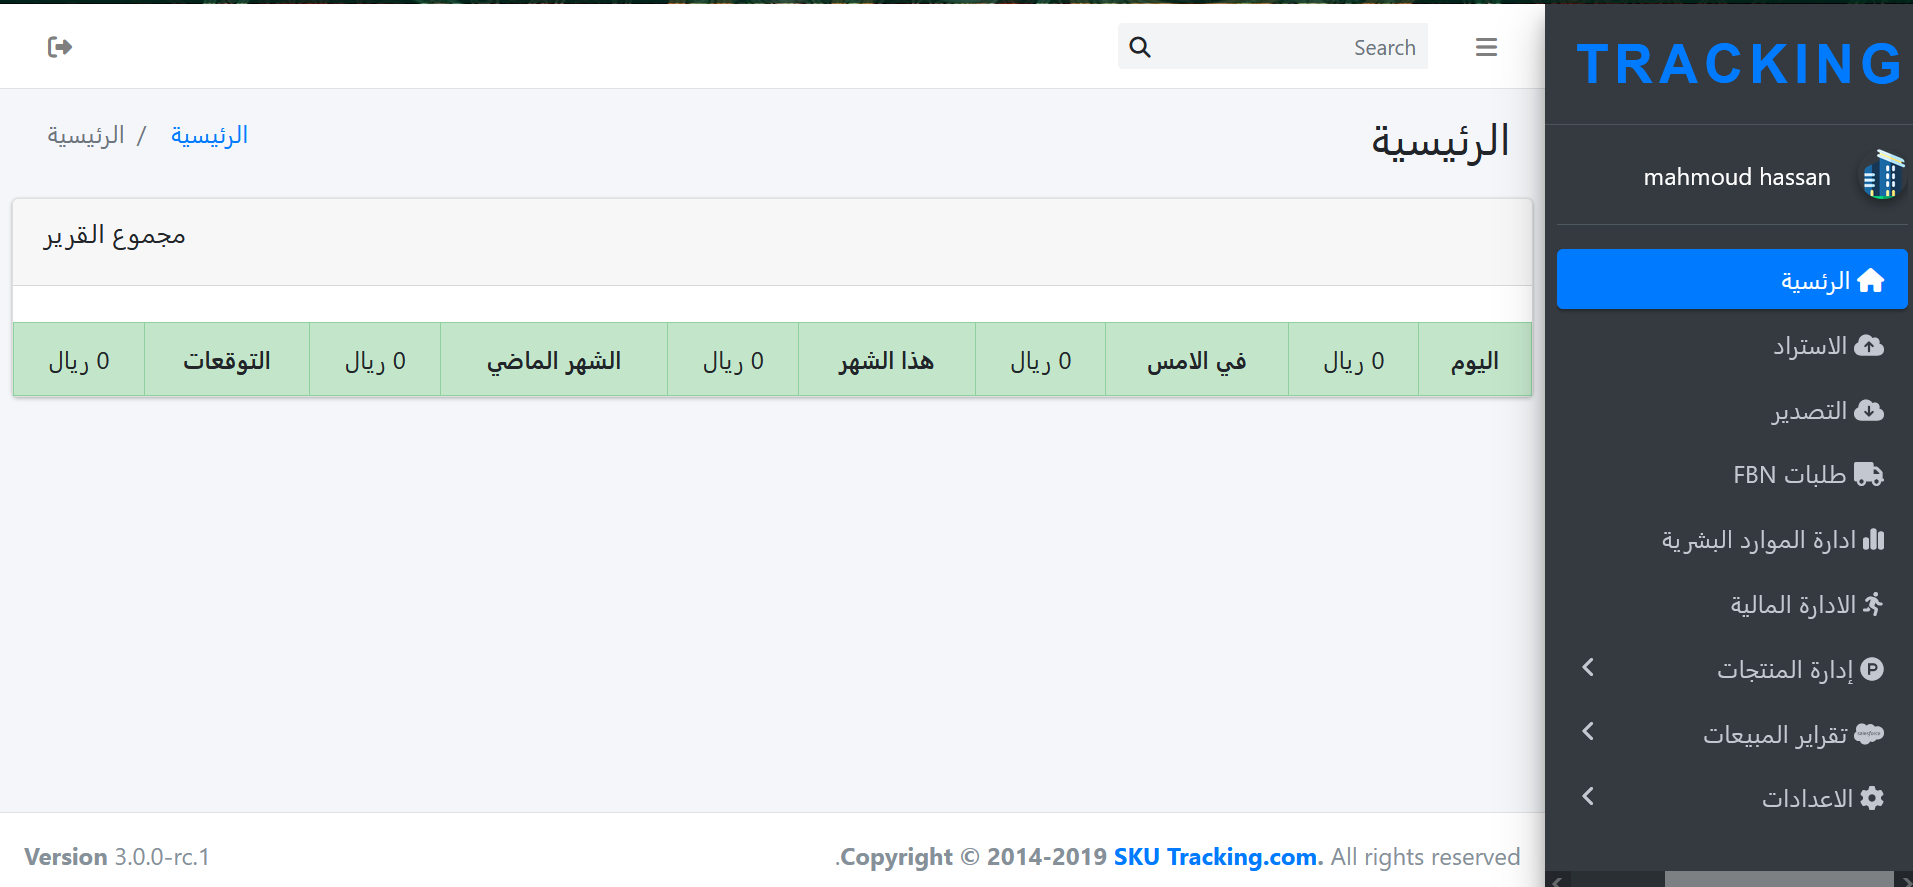 TRACKING
mahmoud hassan
الرئسية
الاستراد
التصدير
طلبات FBN
ادارة الموارد البشرية
الادارة المالية
إدارة المنتجات
تقراير المبيعات
الاعدادات
Search
الرئيسية
الرئيسية / الرئيسية
مجموع القرير
اليوم 0 ريال في الامس 0 ريال هذا الشهر 0 ريال الشهر الماضي 0 ريال التوقعات 0 ريال
.Copyright © 2014-2019 SKU Tracking.com. All rights reserved
Version 3.0.0-rc.1